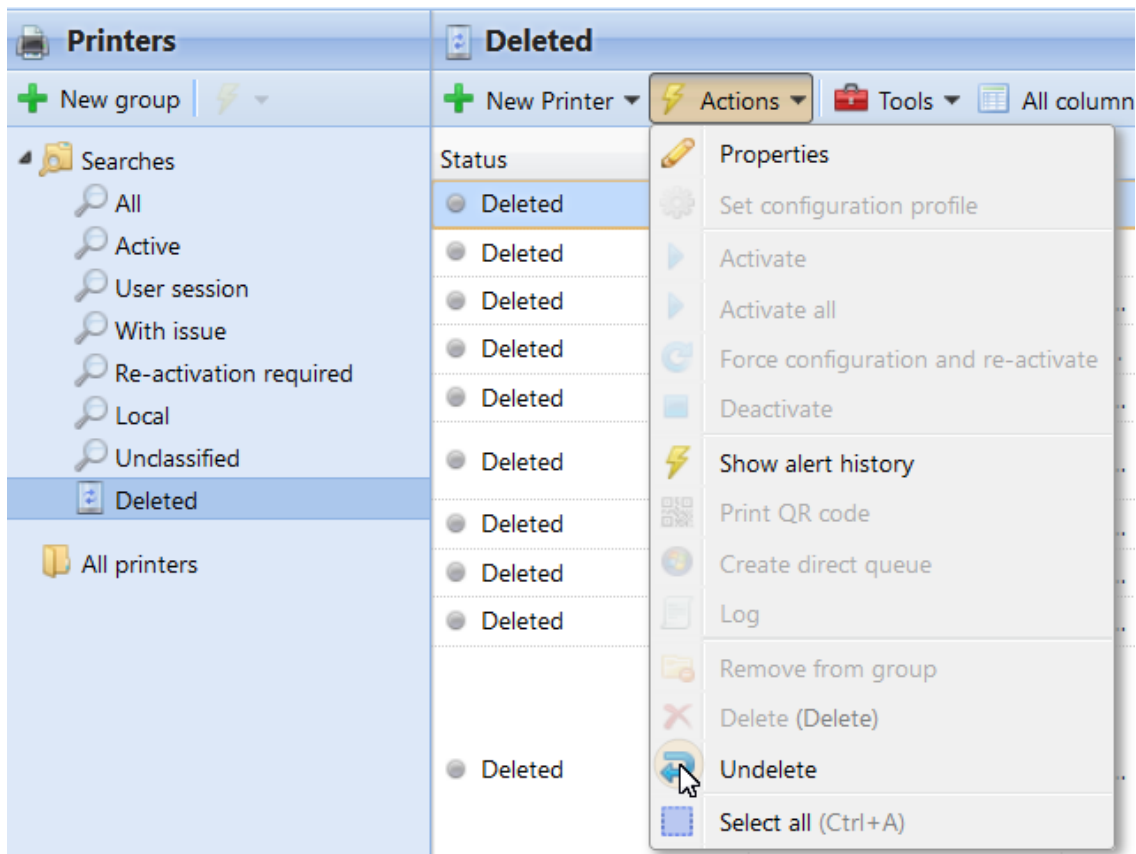 Printers
New group
Searches
All
Active
User session
With issue
Re-activation required
Local
Unclassified
Deleted
All printers
Deleted
New Printer Actions Tools All column
Status
Deleted
Deleted
Deleted
Deleted
Deleted
Deleted
Deleted
Deleted
Deleted
Deleted
Properties
Set configuration profile
Activate
Activate all
Force configuration and re-activate
Deactivate
Show alert history
Print QR code
Create direct queue
Log
Remove from group
Delete (Delete)
Undelete
Select all (Ctrl+A)